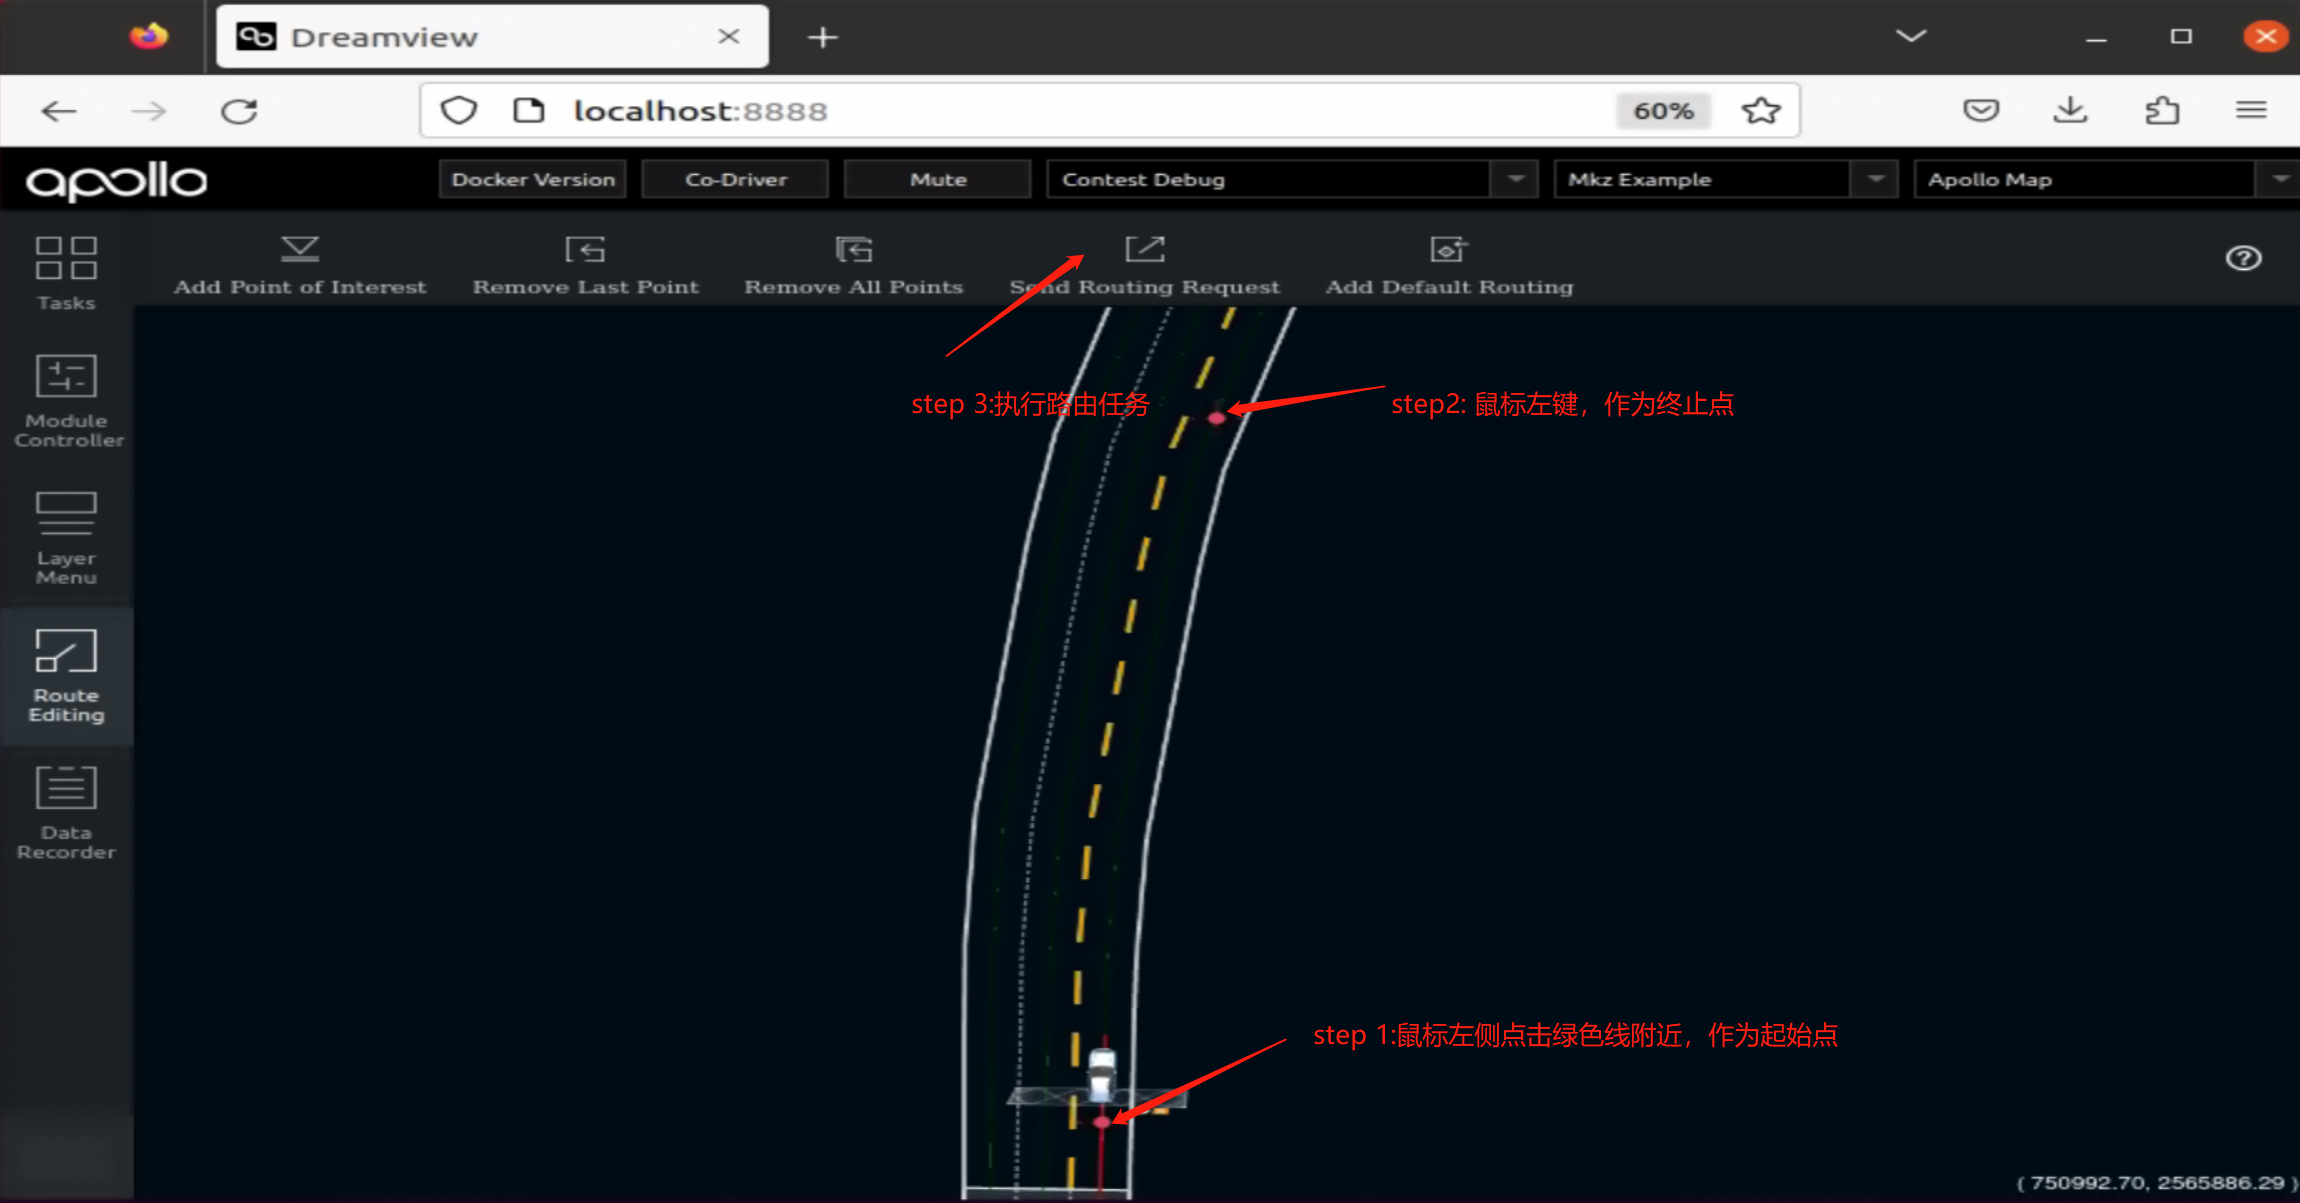 Dreamview
localhost:8888
60%
apollo
Docker Version
Co-Driver
Mute
Contest Debug
Mkz Example
Apollo Map
Tasks
Add Point of Interest
Remove Last Point
Remove All Points
Send Routing Request
Add Default Routing
Module
Controller
Layer
Menu
Route
Editing
Data
Recorder
step 3:执行路由任务
step2: 鼠标左键，作为终止点
step 1:鼠标左侧点击绿色线附近，作为起始点
( 750992.70, 2565886.29 )